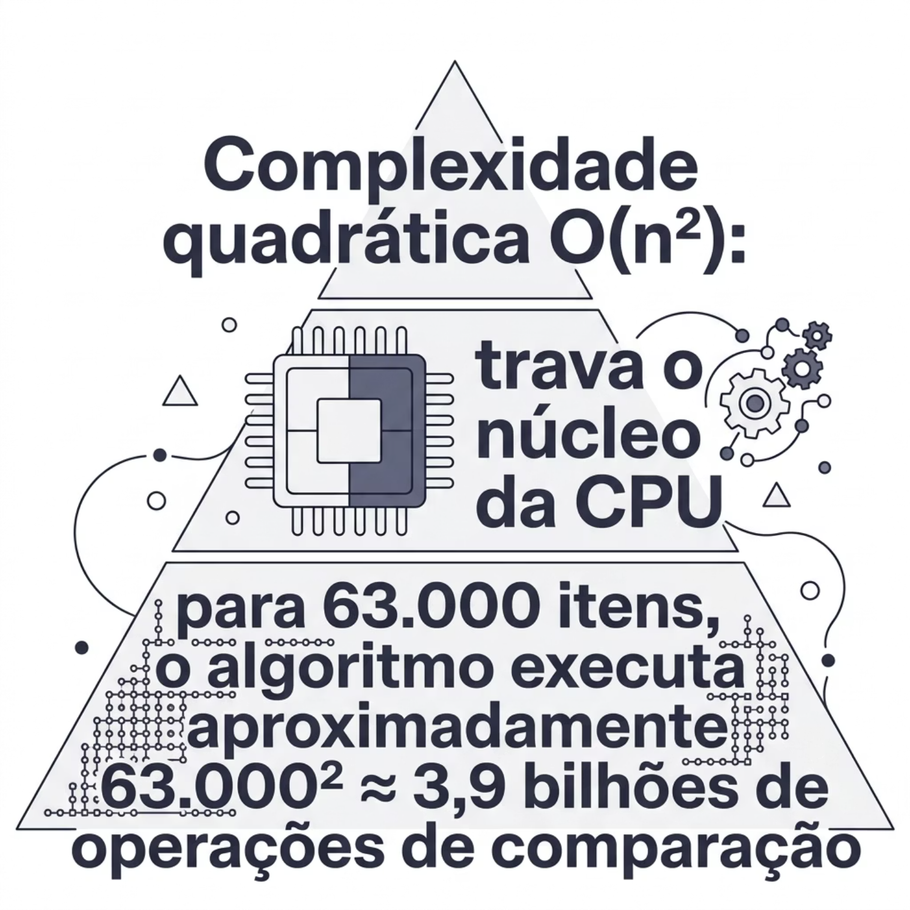 Complexidade
quadrática O(n²):
trava o
núcleo
da CPU
para 63.000 itens,
o algoritmo executa
aproximadamente
63.000² ≈ 3,9 bilhões de
operações de comparação